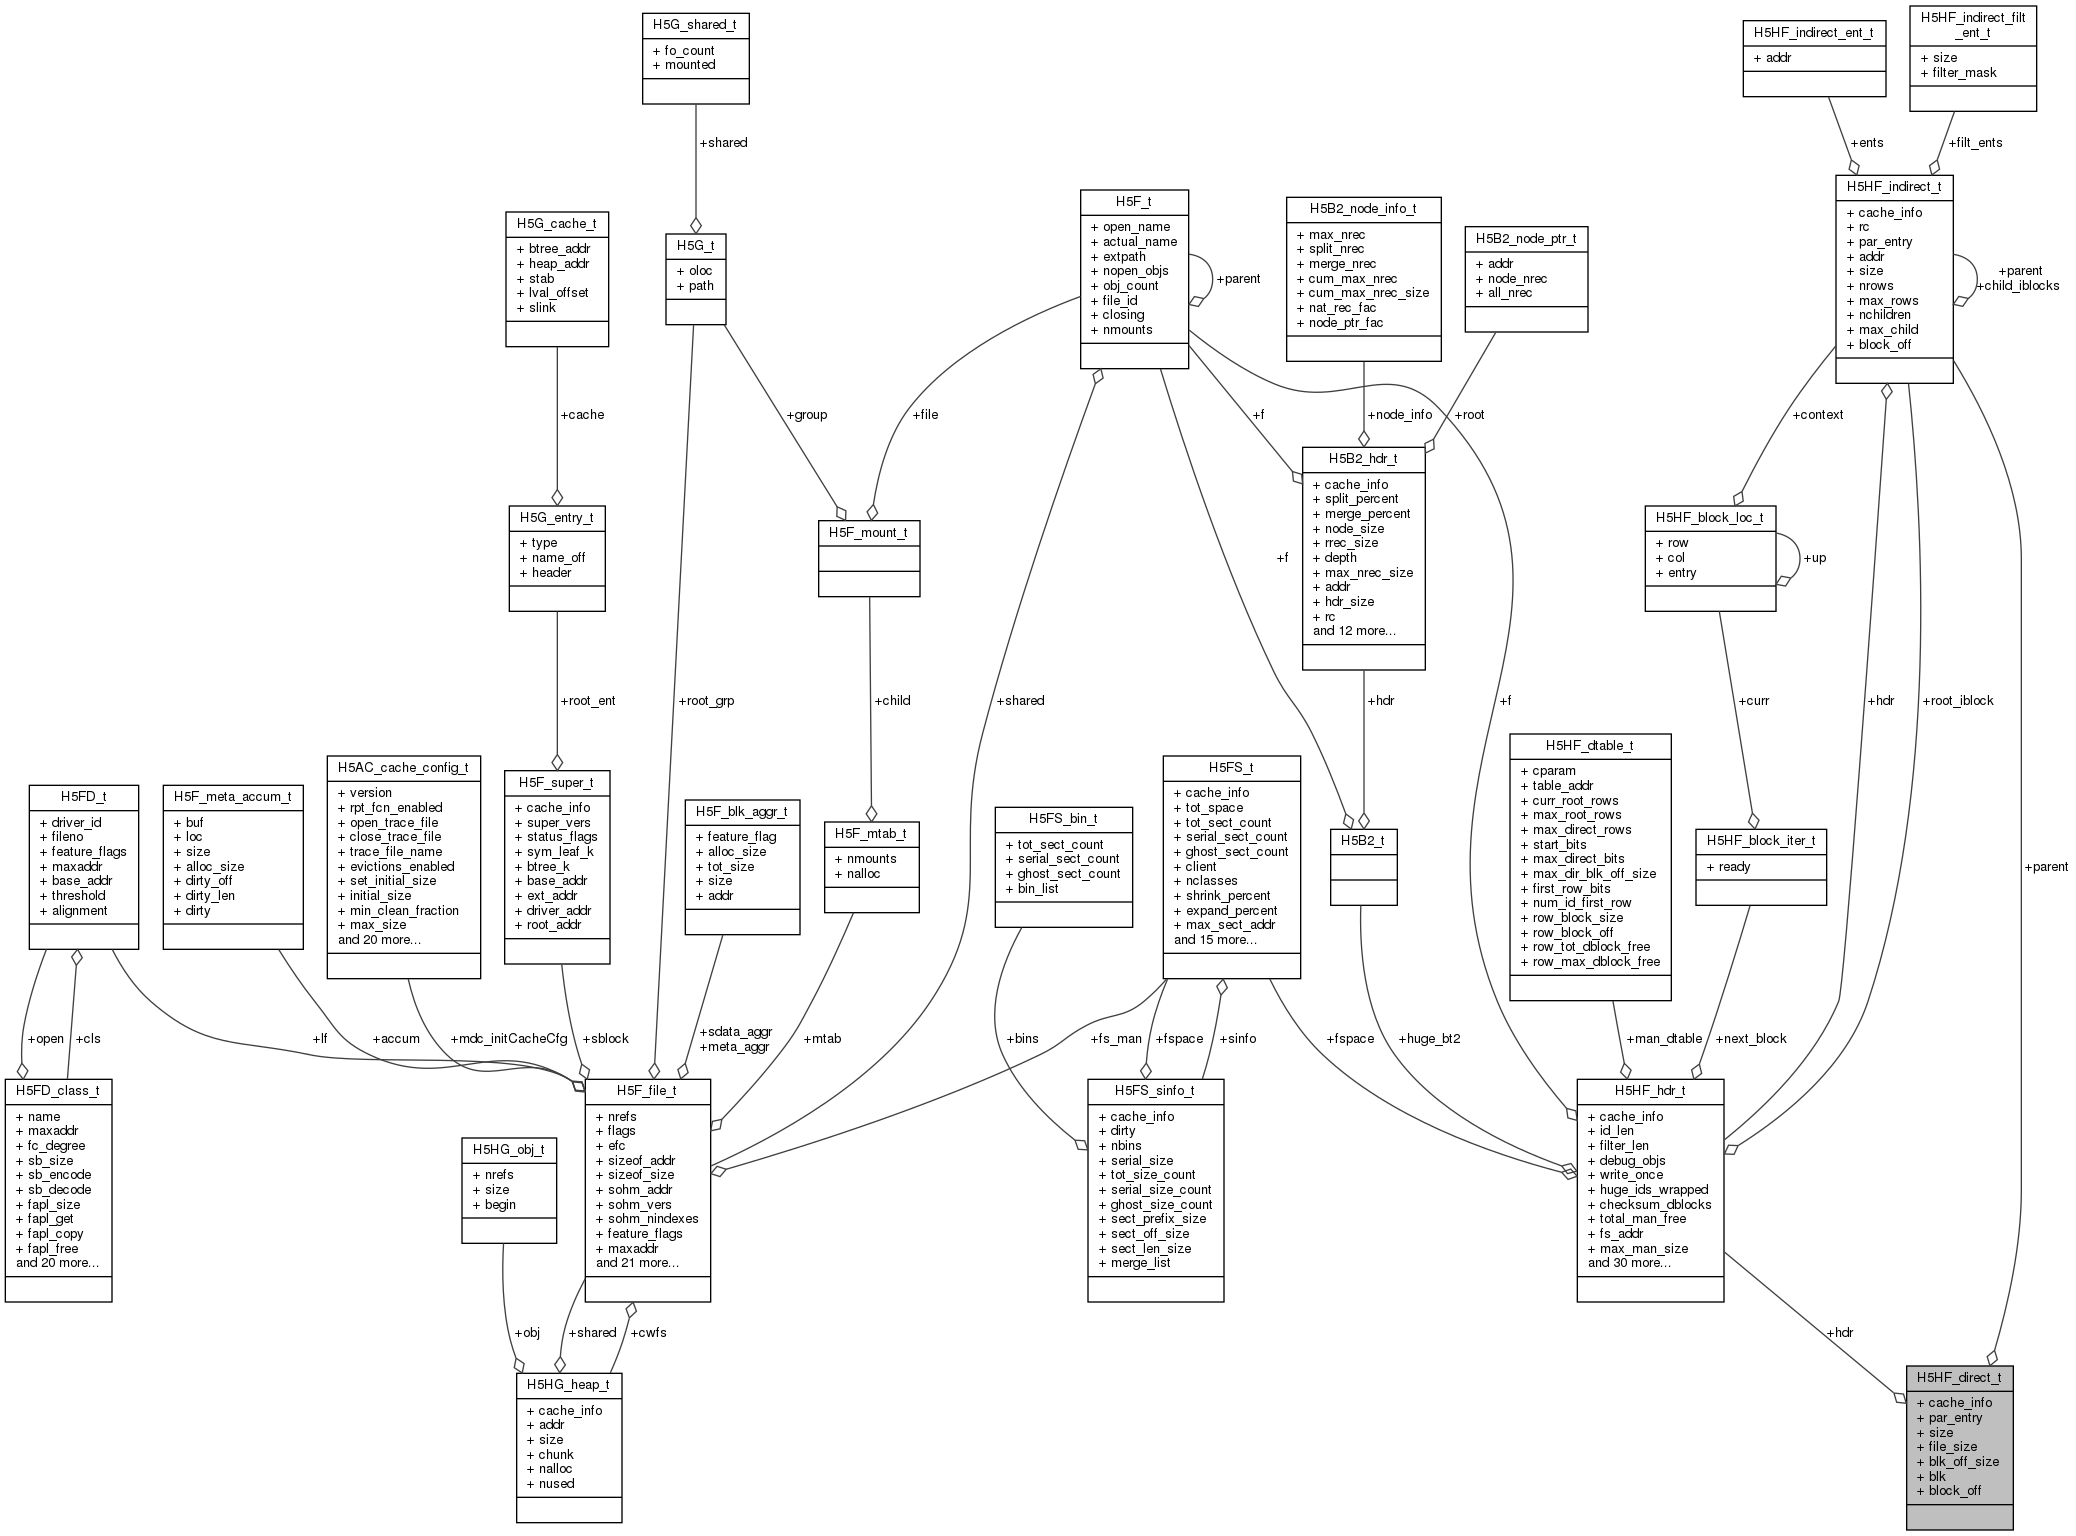 H5G_shared_t
+ fo_count
+ mounted
H5HF_indirect_ent_t
+ addr
H5HF_indirect_filt
_ent_t
+ size
+ filter_mask
+shared
+ents
+filt_ents
H5G_cache_t
+ btree_addr
+ heap_addr
+ stab
+ lval_offset
+ slink
H5G_t
+ oloc
+ path
H5F_t
+ open_name
+ actual_name
+ extpath
+ nopen_objs
+ obj_count
+ file_id
+ closing
+ nmounts
+parent
H5B2_node_info_t
+ max_nrec
+ split_nrec
+ merge_nrec
+ cum_max_nrec
+ cum_max_nrec_size
+ nat_rec_fac
+ node_ptr_fac
H5B2_node_ptr_t
+ addr
+ node_nrec
+ all_nrec
H5HF_indirect_t
+ cache_info
+ rc
+ par_entry
+ addr
+ size
+ nrows
+ max_rows
+ nchildren
+ max_child
+ block_off
+parent
+child_iblocks
+cache
+group
+file
+f
+node_info
+root
+context
H5G_entry_t
+ type
+ name_off
+ header
H5F_mount_t
+f
H5B2_hdr_t
+ cache_info
+ split_percent
+ merge_percent
+ node_size
+ rrec_size
+ depth
+ max_nrec_size
+ addr
+ hdr_size
+ rc
and 12 more...
H5HF_block_loc_t
+ row
+ col
+ entry
+up
+root_ent
+root_grp
+child
+shared
+hdr
+f
+curr
+hdr
+root_iblock
H5FD_t
+ driver_id
+ fileno
+ feature_flags
+ maxaddr
+ base_addr
+ threshold
+ alignment
H5F_meta_accum_t
+ buf
+ loc
+ size
+ alloc_size
+ dirty_off
+ dirty_len
+ dirty
H5AC_cache_config_t
+ version
+ rpt_fcn_enabled
+ open_trace_file
+ close_trace_file
+ trace_file_name
+ evictions_enabled
+ set_initial_size
+ initial_size
+ min_clean_fraction
+ max_size
and 20 more...
H5F_super_t
+ cache_info
+ super_vers
+ status_flags
+ sym_leaf_k
+ btree_k
+ base_addr
+ ext_addr
+ driver_addr
+ root_addr
H5F_blk_aggr_t
+ feature_flag
+ alloc_size
+ tot_size
+ size
+ addr
H5F_mtab_t
+ nmounts
+ nalloc
H5FS_bin_t
+ tot_sect_count
+ serial_sect_count
+ ghost_sect_count
+ bin_list
H5FS_t
+ cache_info
+ tot_space
+ tot_sect_count
+ serial_sect_count
+ ghost_sect_count
+ client
+ nclasses
+ shrink_percent
+ expand_percent
+ max_sect_addr
and 15 more...
H5B2_t
H5HF_dtable_t
+ cparam
+ table_addr
+ curr_root_rows
+ max_root_rows
+ max_direct_rows
+ start_bits
+ max_direct_bits
+ max_dir_blk_off_size
+ first_row_bits
+ num_id_first_row
+ row_block_size
+ row_block_off
+ row_tot_dblock_free
+ row_max_dblock_free
H5HF_block_iter_t
+ ready
+parent
+open
+cls
+lf
+accum
+mdc_initCacheCfg
+sblock
+sdata_aggr
+meta_aggr
+mtab
+bins
+fs_man
+fspace
+sinfo
+fspace
+huge_bt2
+man_dtable
+next_block
H5FD_class_t
+ name
+ maxaddr
+ fc_degree
+ sb_size
+ sb_encode
+ sb_decode
+ fapl_size
+ fapl_get
+ fapl_copy
+ fapl_free
and 20 more...
H5HG_obj_t
+ nrefs
+ size
+ begin
H5F_file_t
+ nrefs
+ flags
+ efc
+ sizeof_addr
+ sizeof_size
+ sohm_addr
+ sohm_vers
+ sohm_nindexes
+ feature_flags
+ maxaddr
and 21 more...
H5FS_sinfo_t
+ cache_info
+ dirty
+ nbins
+ serial_size
+ tot_size_count
+ serial_size_count
+ ghost_size_count
+ sect_prefix_size
+ sect_off_size
+ sect_len_size
+ merge_list
H5HF_hdr_t
+ cache_info
+ id_len
+ filter_len
+ debug_objs
+ write_once
+ huge_ids_wrapped
+ checksum_dblocks
+ total_man_free
+ fs_addr
+ max_man_size
and 30 more...
+obj
+shared
+cwfs
+hdr
H5HG_heap_t
+ cache_info
+ addr
+ size
+ chunk
+ nalloc
+ nused
H5HF_direct_t
+ cache_info
+ par_entry
+ size
+ file_size
+ blk_off_size
+ blk
+ block_off